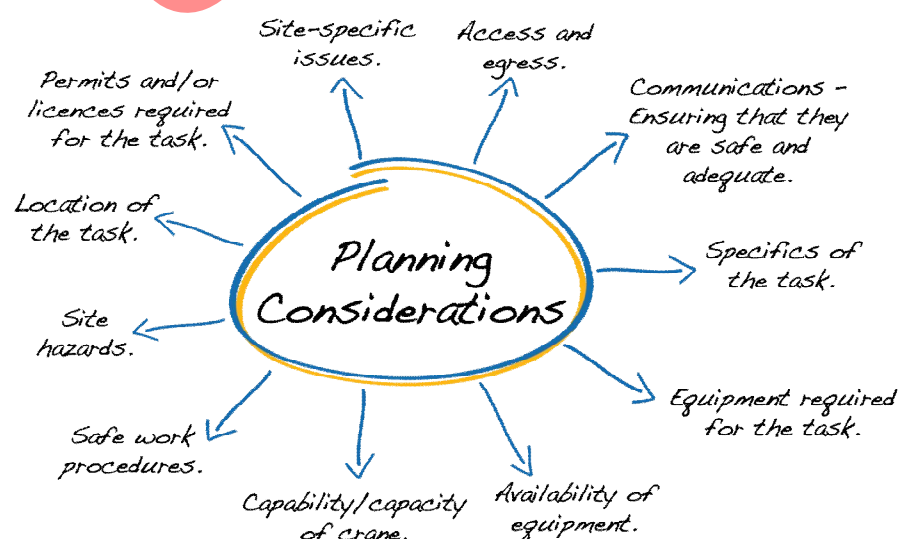 Site-specific
issues.
Access and
egress.
Communications -
Ensuring that they
are safe and
adequate.
Specifics of
the task.
Equipment required
for the task.
Availability of
equipment.
Capability/capacity
of crane.
Safe work
procedures.
Site
hazards.
Location of
the task.
Permits and/or
licences required
for the task.
Planning
Considerations